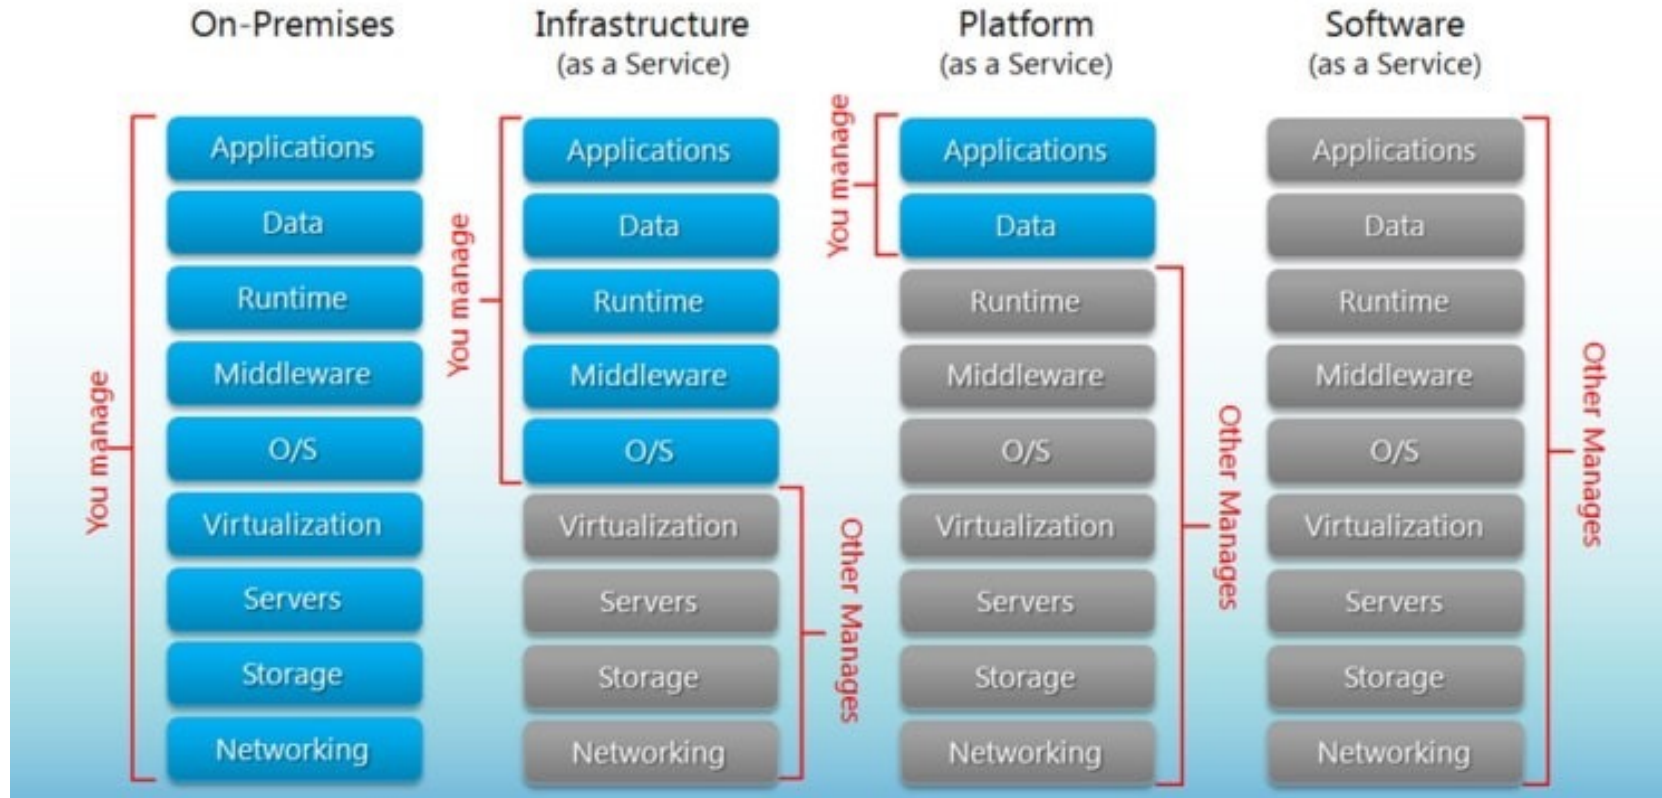 On-Premises
You manage
Applications
Data
Runtime
Middleware
O/S
Virtualization
Servers
Storage
Networking
Infrastructure
(as a Service)
You manage
Applications
Data
Runtime
Middleware
O/S
Virtualization
Servers
Storage
Networking
Other Manages
Platform
(as a Service)
You manage
Applications
Data
Runtime
Middleware
O/S
Virtualization
Servers
Storage
Networking
Other Manages
Software
(as a Service)
Applications
Data
Runtime
Middleware
O/S
Virtualization
Servers
Storage
Networking
Other Manages